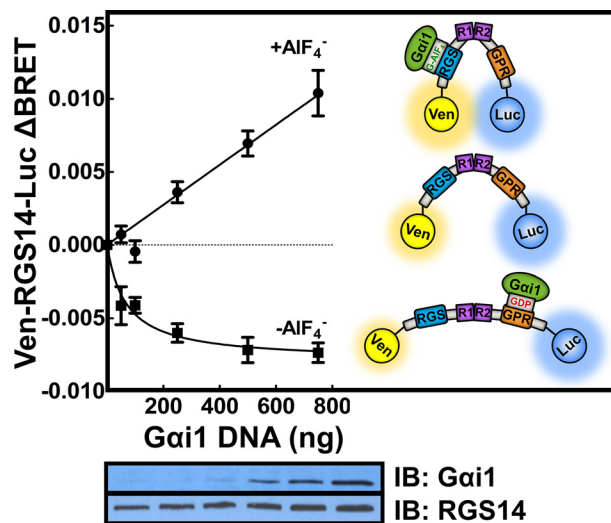 0.015
0.010
0.005
0.000
-0.005
-0.010
Ven-RGS14-Luc ΔBRET
+AlF4-
-AlF4-
200 400 600 800
Gαi1 DNA (ng)
R1 R2
Gαi1
G-AlF4
RGS
GPR
Ven
Luc
R1 R2
RGS
GPR
Ven
Luc
Gαi1
GDP
RGS
R1 R2
GPR
Ven
Luc
IB: Gαi1
IB: RGS14